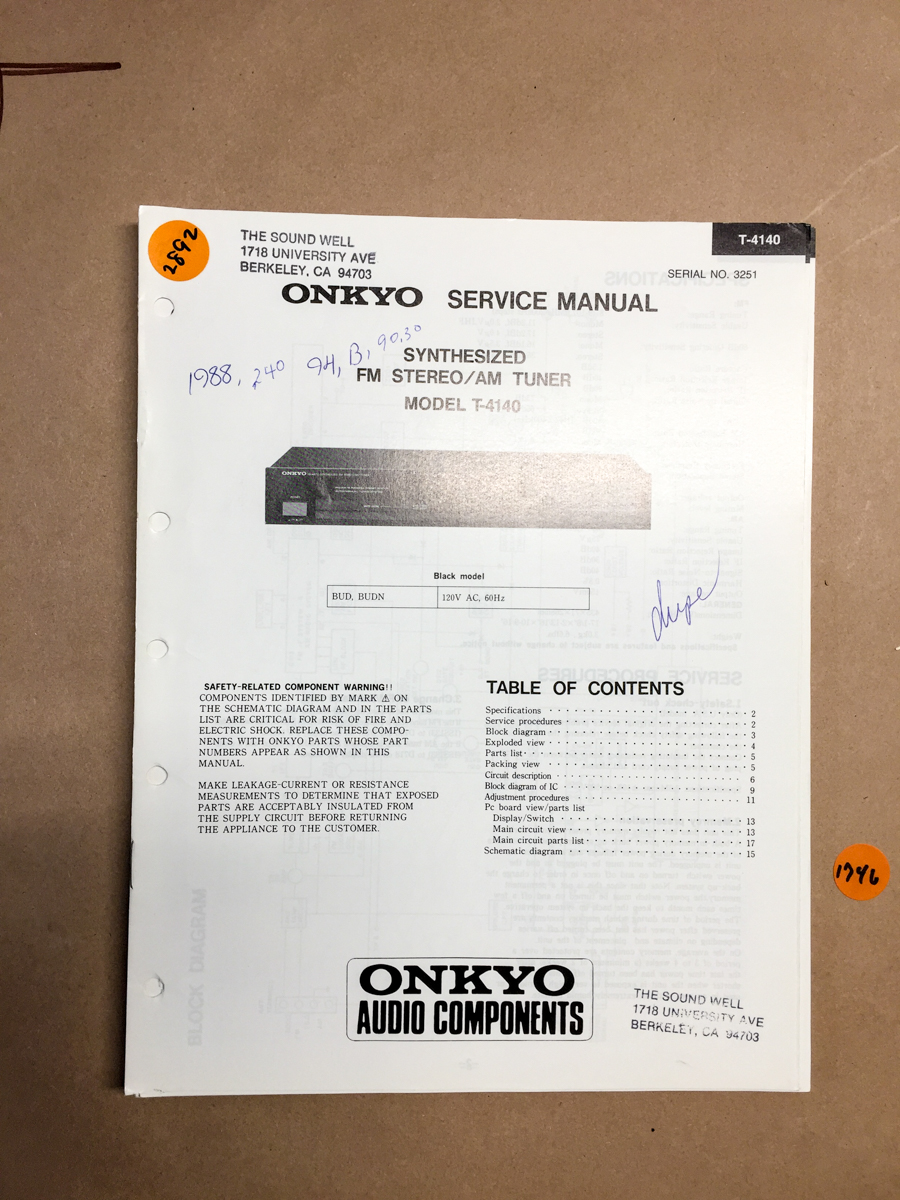 2892
THE SOUND WELL
1718 UNIVERSITY AVE
BERKELEY, CA 94703
T-4140
SERIAL NO. 3251
ONKYO SERVICE MANUAL
1988, 240 94, B, 90.30
SYNTHESIZED
FM STEREO/AM TUNER
MODEL T-4140
ONKYO
Black model
BUD, BUDN 120V AC, 60Hz
dupe
SAFETY-RELATED COMPONENT WARNING!!
COMPONENTS IDENTIFIED BY MARK ⚠ ON
THE SCHEMATIC DIAGRAM AND IN THE PARTS
LIST ARE CRITICAL FOR RISK OF FIRE AND
ELECTRIC SHOCK. REPLACE THESE COMPO-
NENTS WITH ONKYO PARTS WHOSE PART
NUMBERS APPEAR AS SHOWN IN THIS
MANUAL.
MAKE LEAKAGE-CURRENT OR RESISTANCE
MEASUREMENTS TO DETERMINE THAT EXPOSED
PARTS ARE ACCEPTABLY INSULATED FROM
THE SUPPLY CIRCUIT BEFORE RETURNING
THE APPLIANCE TO THE CUSTOMER.
TABLE OF CONTENTS
Specifications 2
Service procedures 2
Block diagram 3
Exploded view 4
Parts list 5
Packing view 5
Circuit description 6
Block diagram of IC 9
Adjustment procedures 11
Pc board view/parts list
Display/Switch 13
Main circuit view 13
Main circuit parts list 17
Schematic diagram 15
1746
ONKYO
AUDIO COMPONENTS
THE SOUND WELL
1718 UNIVERSITY AVE
BERKELEY, CA 94703